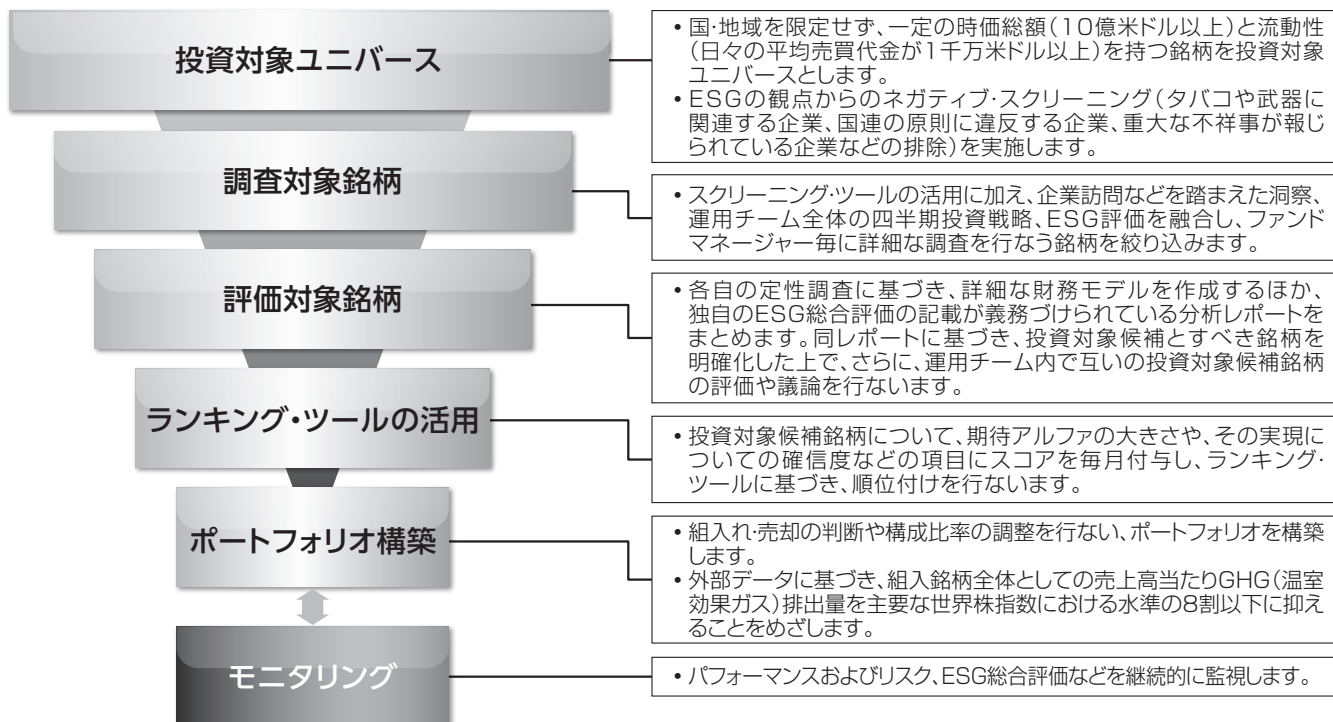 投資対象ユニバース
• 国・地域を限定せず、一定の時価総額（10億米ドル以上）と流動性
（日々の平均売買代金が1千万米ドル以上）を持つ銘柄を投資対象
ユニバースとします。
• ESGの観点からのネガティブ・スクリーニング（タバコや武器に
関連する企業、国連の原則に違反する企業、重大な不祥事が報じ
られている企業などの排除）を実施します。
調査対象銘柄
• スクリーニング・ツールの活用に加え、企業訪問などを踏まえた洞察、
運用チーム全体の四半期投資戦略、ESG評価を融合し、ファンド
マネージャー毎に詳細な調査を行なう銘柄を絞り込みます。
評価対象銘柄
• 各自の定性調査に基づき、詳細な財務モデルを作成するほか、
独自のESG総合評価の記載が義務づけられている分析レポートを
まとめます。同レポートに基づき、投資対象候補とすべき銘柄を
明確化した上で、さらに、運用チーム内で互いの投資対象候補銘柄
の評価や議論を行ないます。
ランキング・ツールの活用
• 投資対象候補銘柄について、期待アルファの大きさや、その実現に
ついての確信度などの項目にスコアを毎月付与し、ランキング・
ツールに基づき、順位付けを行ないます。
ポートフォリオ構築
• 組入れ・売却の判断や構成比率の調整を行ない、ポートフォリオを構築
します。
• 外部データに基づき、組入銘柄全体としての売上高当たりGHG（温室
効果ガス）排出量を主要な世界株指数における水準の8割以下に抑え
ることをめざします。
モニタリング
• パフォーマンスおよびリスク、ESG総合評価などを継続的に監視します。